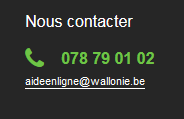 Nous contacter
078 79 01 02
aideenligne@wallonie.be